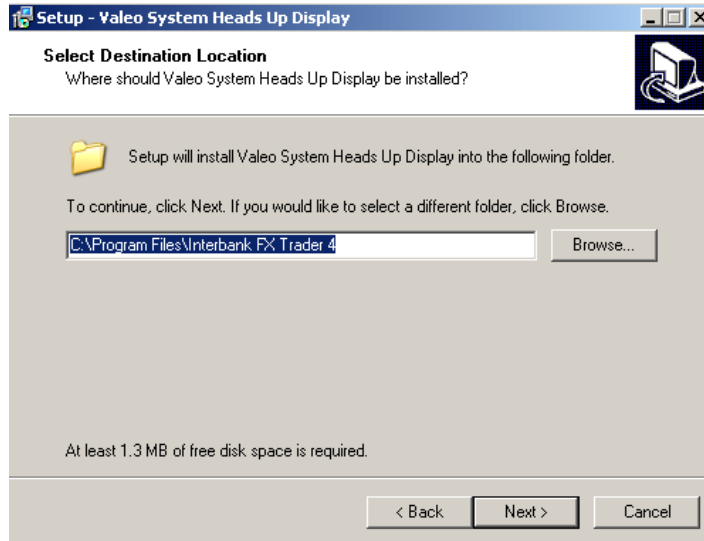 Setup - Valeo System Heads Up Display
Select Destination Location
Where should Valeo System Heads Up Display be installed?
Setup will install Valeo System Heads Up Display into the following folder.
To continue, click Next. If you would like to select a different folder, click Browse.
C:\Program Files\Interbank FX Trader 4
Browse...
At least 1.3 MB of free disk space is required.
< Back Next > Cancel